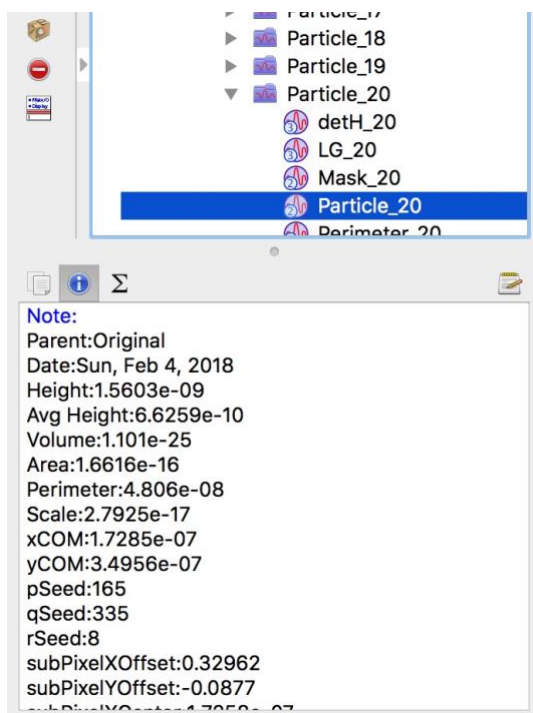 Particle_17
Particle_18
Particle_19
Particle_20
detH_20
LG_20
Mask_20
Particle_20
Perimeter_20
Σ
Note:
Parent:Original
Date:Sun, Feb 4, 2018
Height:1.5603e-09
Avg Height:6.6259e-10
Volume:1.101e-25
Area:1.6616e-16
Perimeter:4.806e-08
Scale:2.7925e-17
xCOM:1.7285e-07
yCOM:3.4956e-07
pSeed:165
qSeed:335
rSeed:8
subPixelXOffset:0.32962
subPixelYOffset:-0.0877